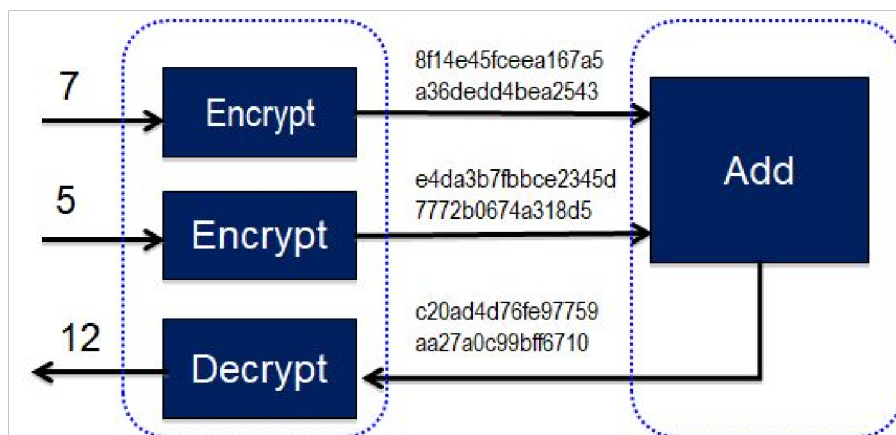 7
Encrypt
8f14e45fceea167a5
a36dedd4bea2543
Add
5
Encrypt
e4da3b7fbbce2345d
7772b0674a318d5
12
Decrypt
c20ad4d76fe97759
aa27a0c99bff6710